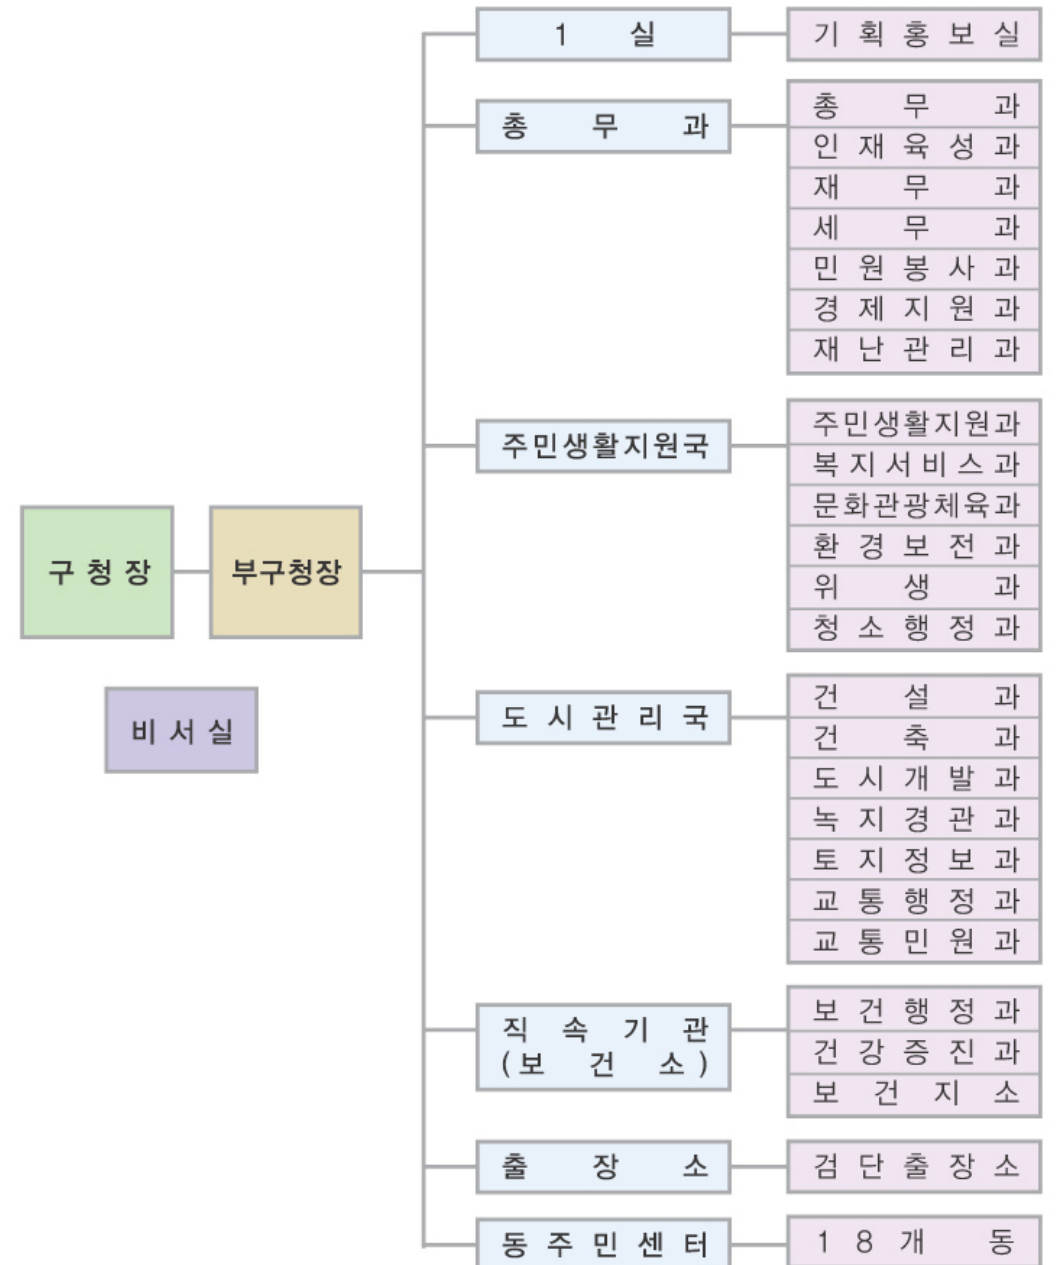 구청장
부구청장
비서실
1 실
기획홍보실
총무과
총무과
인재육성과
재무과
세무과
민원봉사과
경제지원과
재난관리과
주민생활지원국
주민생활지원과
복지서비스과
문화관광체육과
환경보전과
위생과
청소행정과
도시관리국
건설과
건축과
도시개발과
녹지경관과
토지정보과
교통행정과
교통민원과
직속기관
(보건소)
보건행정과
건강증진과
보건지소
출장소
검단출장소
동주민센터
18개 동